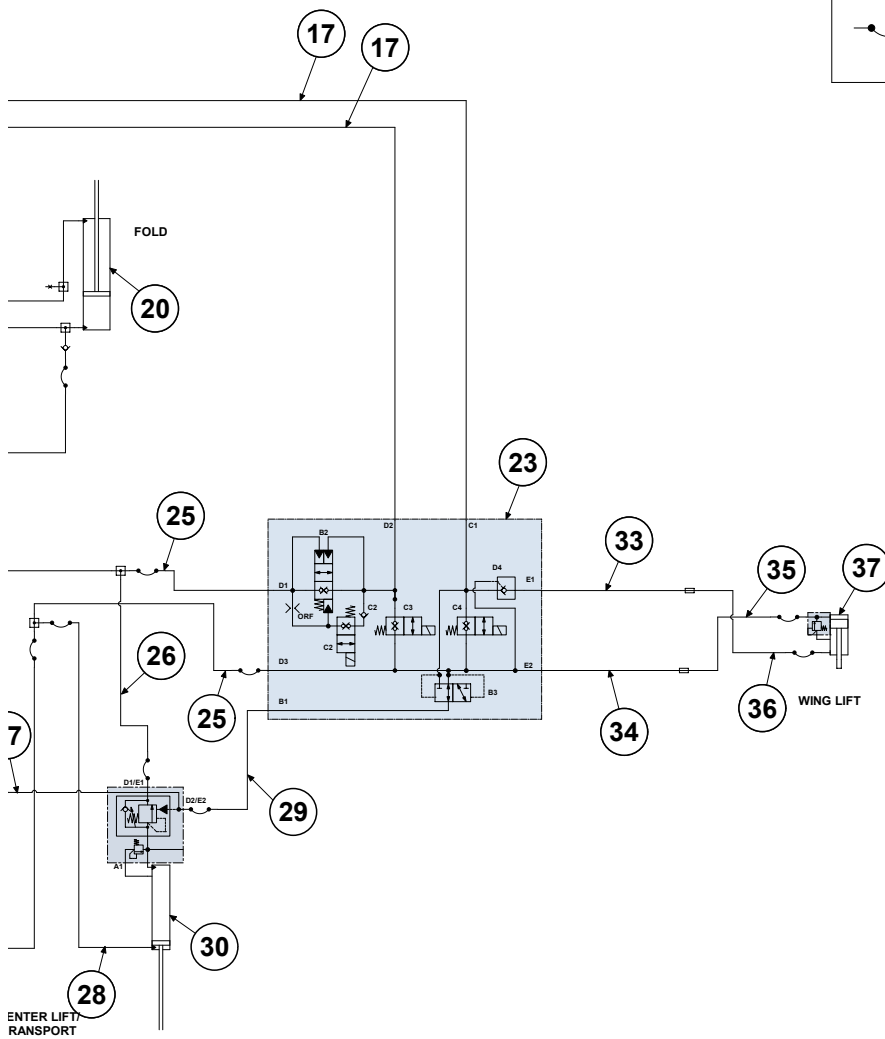 17
17
FOLD
20
23
25
D2
C1
33
B2
D4
35
37
D1
E1
ORF
C2
C3
C4
C2
26
D3
E2
25
B3
36
WING LIFT
B1
34
7
D1/E1
D2/E2
29
A1
30
28
ENTER LIFT/
RANSPORT